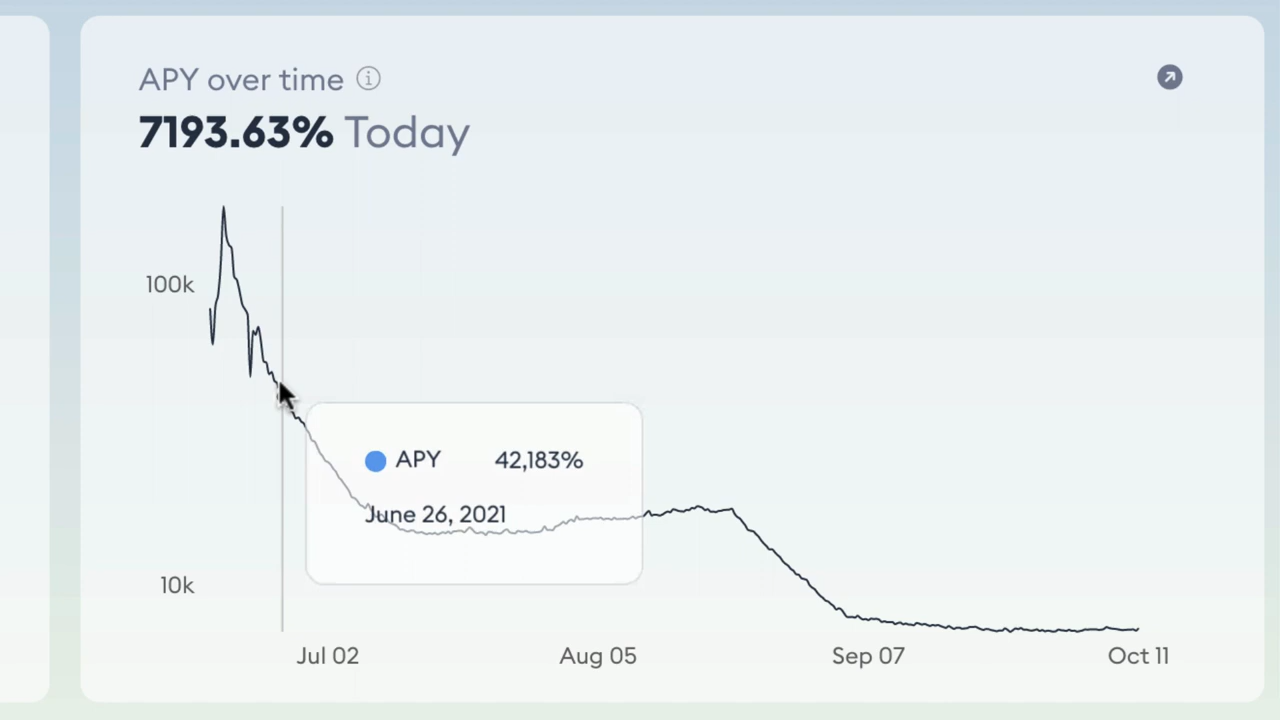 APY over time
7193.63% Today
100k
APY 42,183%
June 26, 2021
10k
Jul 02 Aug 05 Sep 07 Oct 11